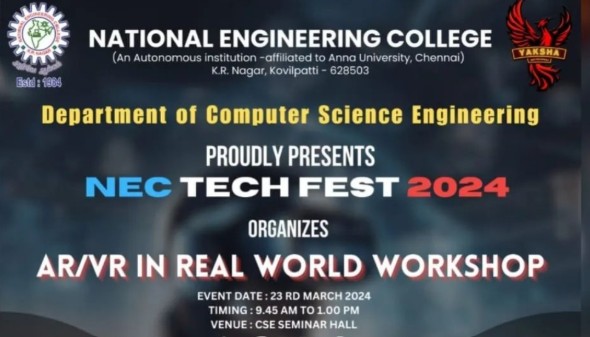 NATIONAL ENGINEERING COLLEGE
(An Autonomous institution -affiliated to Anna University, Chennai)
K.R. Nagar, Kovilpatti - 628503
Estd : 1984
YAKSHA
Department of Computer Science Engineering
PROUDLY PRESENTS
NEC TECH FEST 2024
ORGANIZES
AR/VR IN REAL WORLD WORKSHOP
EVENT DATE : 23 RD MARCH 2024
TIMING : 9.45 AM TO 1.00 PM
VENUE : CSE SEMINAR HALL